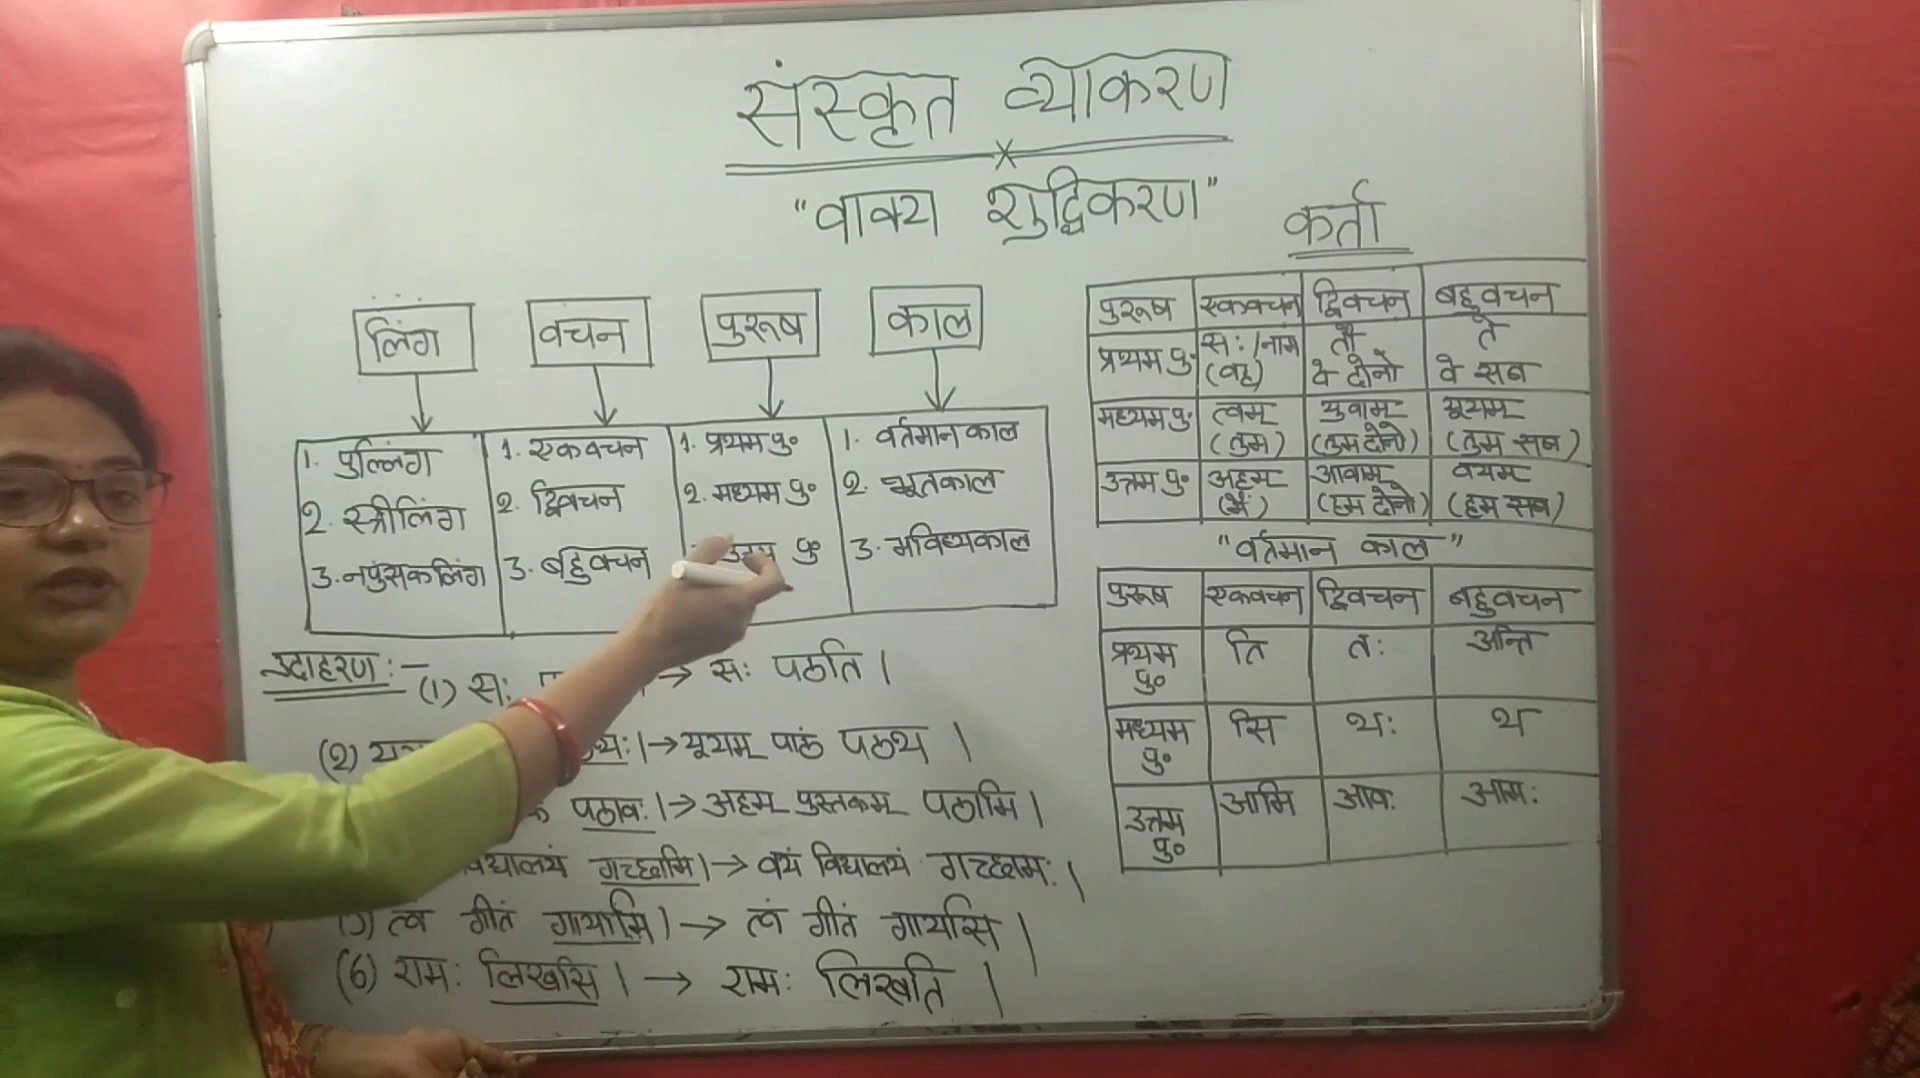 संस्कृत व्याकरण
"वाक्य शुद्धिकरण"
लिंग वचन पुरूष काल
1. पुल्लिंग 1. एकवचन 1. प्रथम पु० 1. वर्तमान काल
2. स्त्रीलिंग 2. द्विवचन 2. मध्यम पु० 2. भूतकाल
3. नपुंसकलिंग 3. बहुवचन उत्तम पु० 3. भविष्यकाल
उदाहरण:- (1) स: → स: पठति ।
(2) → यूयम् पाठं पठथ ।
पठाव: । → अहम् पुस्तकम् पठामि ।
विद्यालयं गच्छामि । → वयं विद्यालयं गच्छाम: ।
त्वं गीतं गायामि । → त्वं गीतं गायसि ।
(6) राम: लिखसि । → राम: लिखति ।
कर्ता
पुरूष एकवचन द्विवचन बहुवचन
प्रथम पु. स: /नाम (वह) तौ वे दोनों ते वे सब
मध्यम पु. त्वम् (तुम) युवाम् (तुम दोनों) यूयम् (तुम सब)
उत्तम पु० अहम् (मैं) आवाम् (हम दोनों) वयम् (हम सब)
"वर्तमान काल"
पुरूष एकवचन द्विवचन बहुवचन
प्रथम पु० ति त: अन्ति
मध्यम पु० सि थ: थ
उत्तम पु० आमि आव: आम: